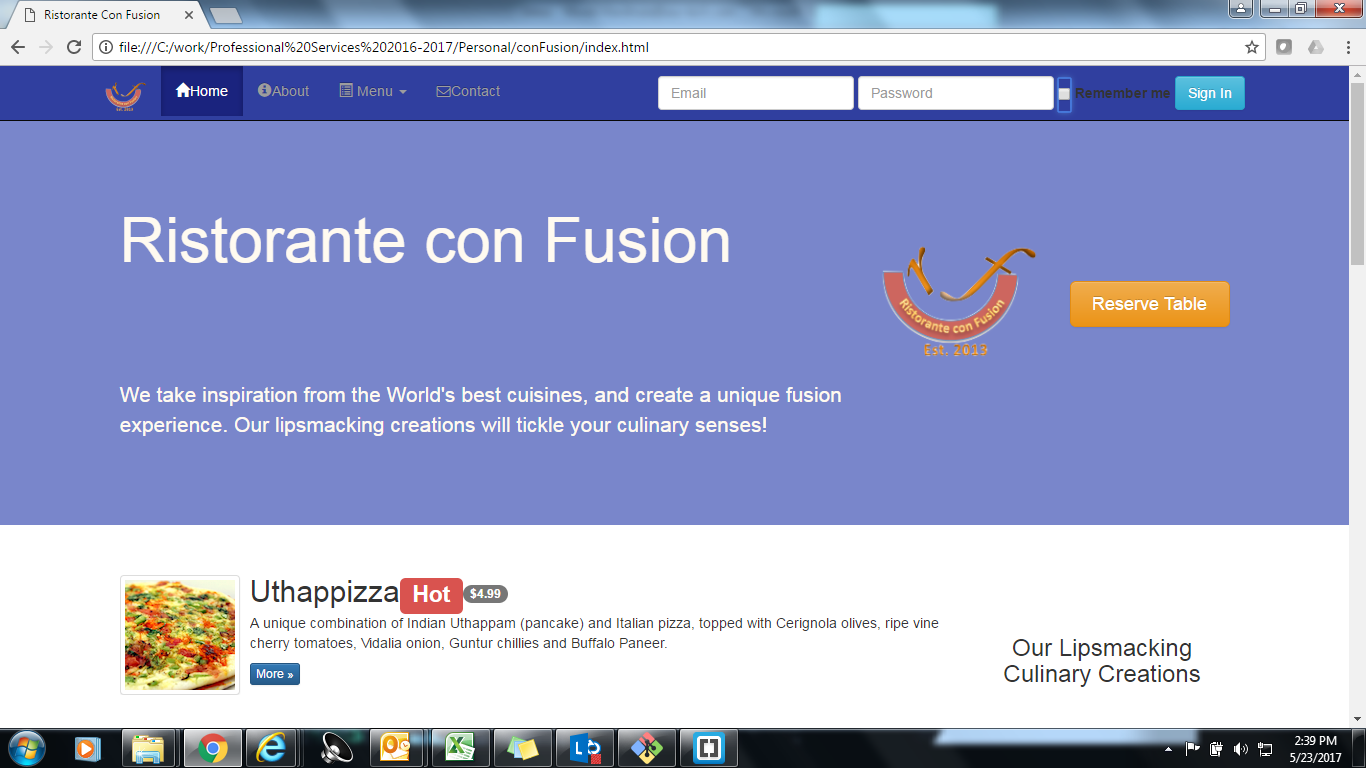 Ristorante Con Fusion
file:///C:/work/Professional%20Services%202016-2017/Personal/conFusion/index.html
Home About Menu Contact Email Password Remember me Sign In
Ristorante con Fusion
Ristorante con Fusion
Est. 2013
Reserve Table
We take inspiration from the World's best cuisines, and create a unique fusion
experience. Our lipsmacking creations will tickle your culinary senses!
Uthappizza Hot $4.99
A unique combination of Indian Uthappam (pancake) and Italian pizza, topped with Cerignola olives, ripe vine
cherry tomatoes, Vidalia onion, Guntur chillies and Buffalo Paneer.
More »
Our Lipsmacking
Culinary Creations
2:39 PM
5/23/2017